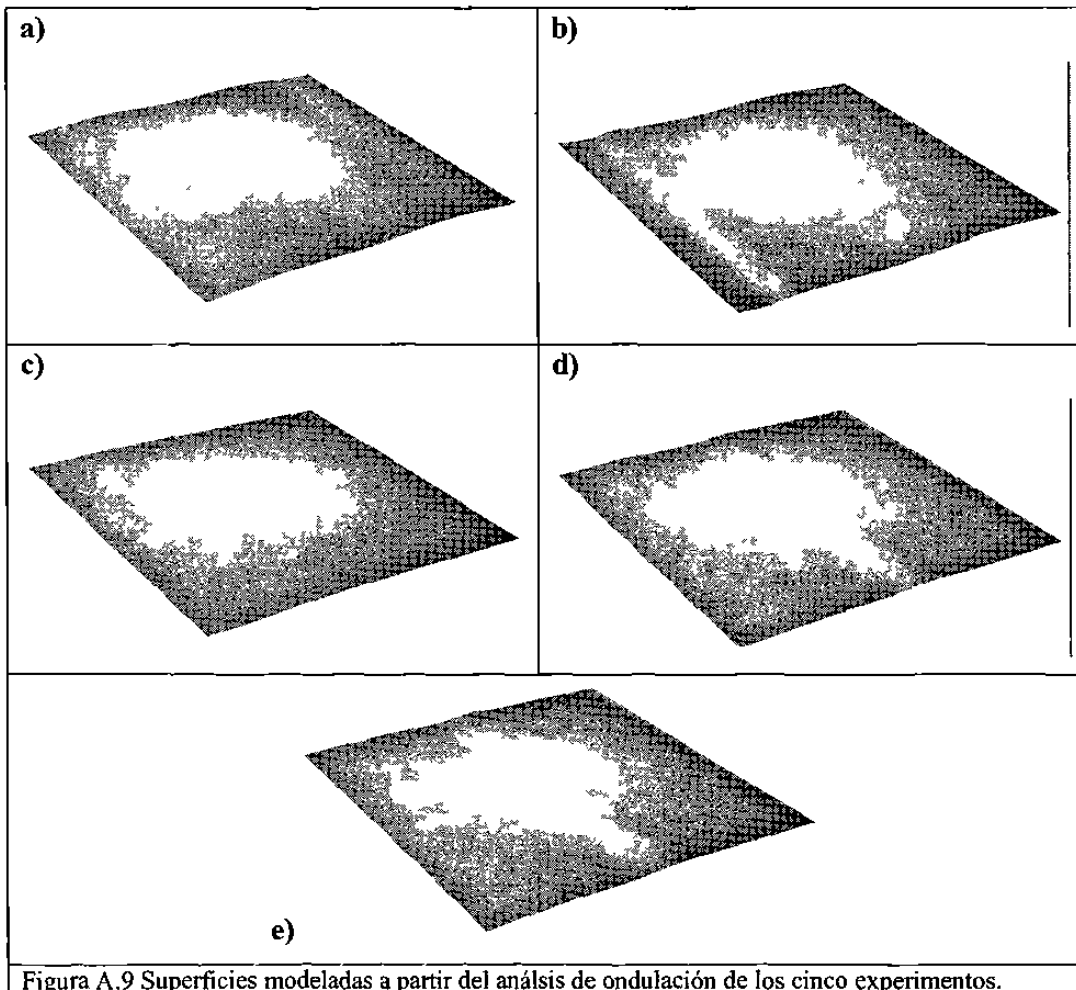 a)
b)
c)
d)
e)
Figura A.9 Superficies modeladas a partir del análsis de ondulación de los cinco experimentos.